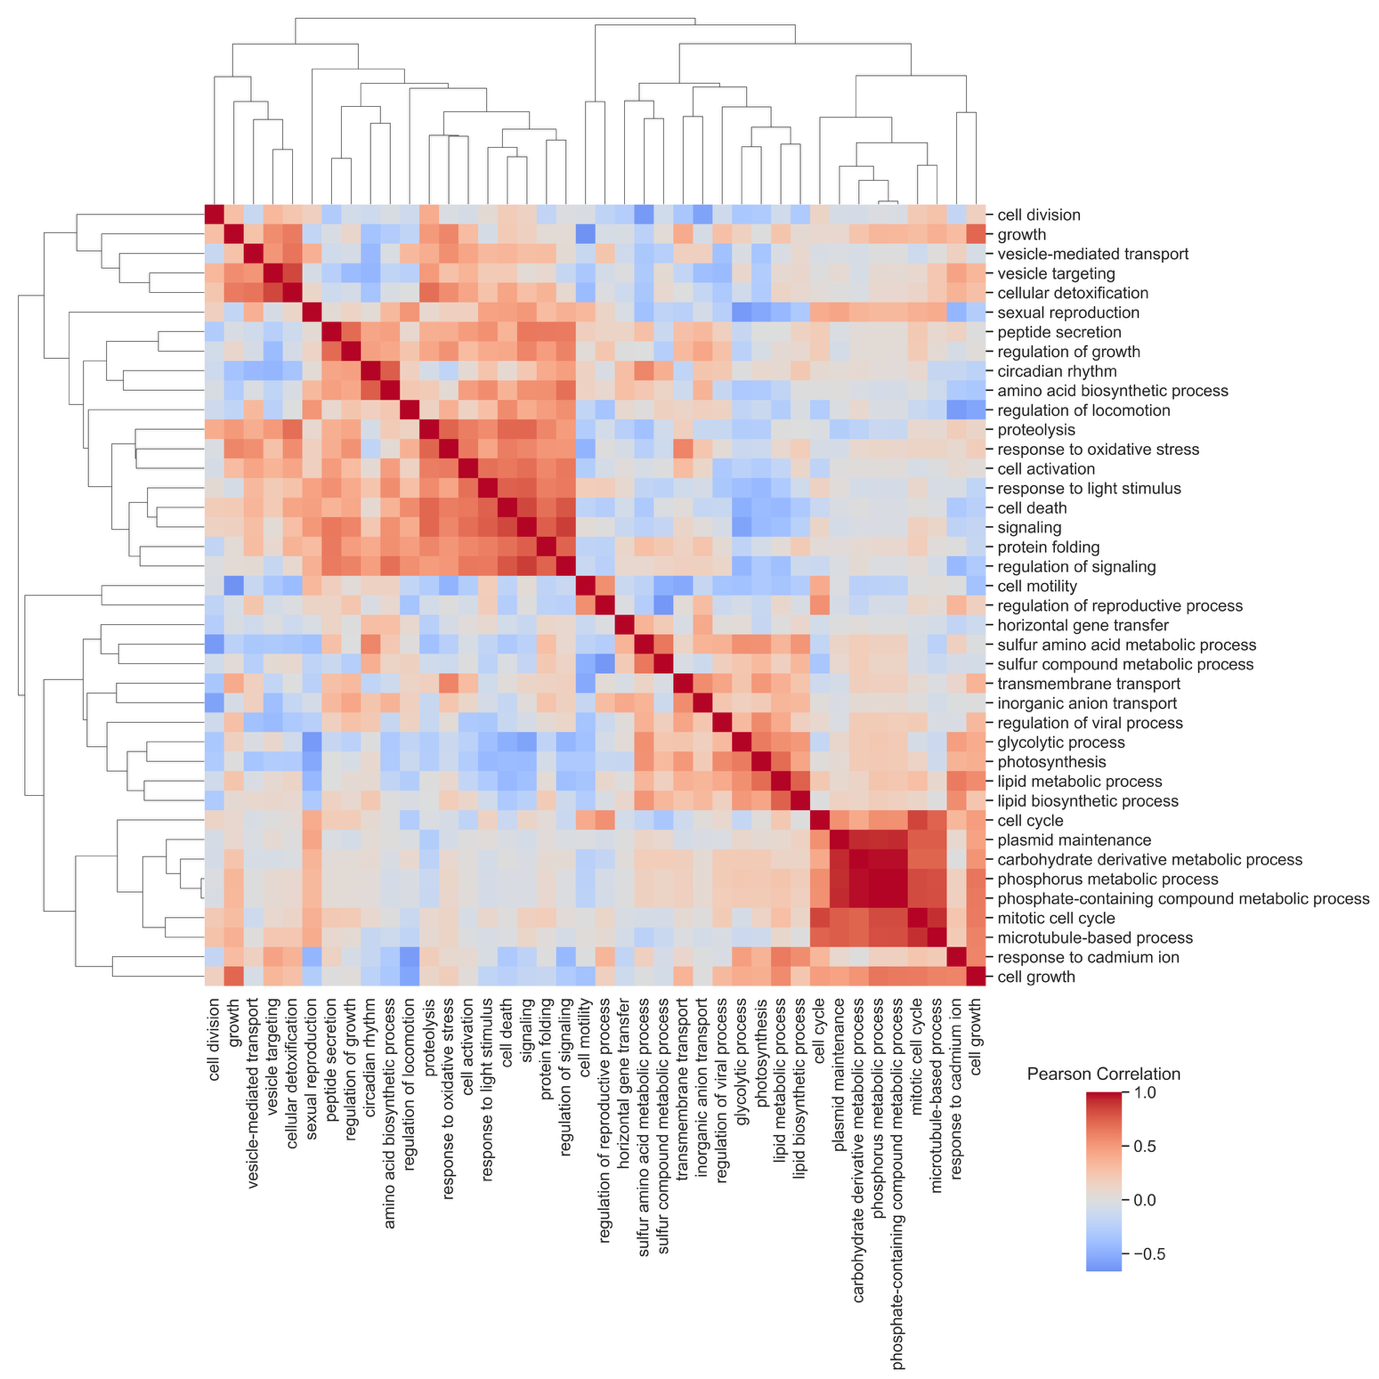 cell division
growth
vesicle-mediated transport
vesicle targeting
cellular detoxification
sexual reproduction
peptide secretion
regulation of growth
circadian rhythm
amino acid biosynthetic process
regulation of locomotion
proteolysis
response to oxidative stress
cell activation
response to light stimulus
cell death
signaling
protein folding
regulation of signaling
cell motility
regulation of reproductive process
horizontal gene transfer
sulfur amino acid metabolic process
sulfur compound metabolic process
transmembrane transport
inorganic anion transport
regulation of viral process
glycolytic process
photosynthesis
lipid metabolic process
lipid biosynthetic process
cell cycle
plasmid maintenance
carbohydrate derivative metabolic process
phosphorus metabolic process
phosphate-containing compound metabolic process
mitotic cell cycle
microtubule-based process
response to cadmium ion
cell growth
cell division
growth
vesicle-mediated transport
vesicle targeting
cellular detoxification
sexual reproduction
peptide secretion
regulation of growth
circadian rhythm
amino acid biosynthetic process
regulation of locomotion
proteolysis
response to oxidative stress
cell activation
response to light stimulus
cell death
signaling
protein folding
regulation of signaling
cell motility
regulation of reproductive process
horizontal gene transfer
sulfur amino acid metabolic process
sulfur compound metabolic process
transmembrane transport
inorganic anion transport
regulation of viral process
glycolytic process
photosynthesis
lipid metabolic process
lipid biosynthetic process
cell cycle
plasmid maintenance
carbohydrate derivative metabolic process
phosphorus metabolic process
phosphate-containing compound metabolic process
mitotic cell cycle
microtubule-based process
response to cadmium ion
cell growth
Pearson Correlation
1.0
0.5
0.0
−0.5